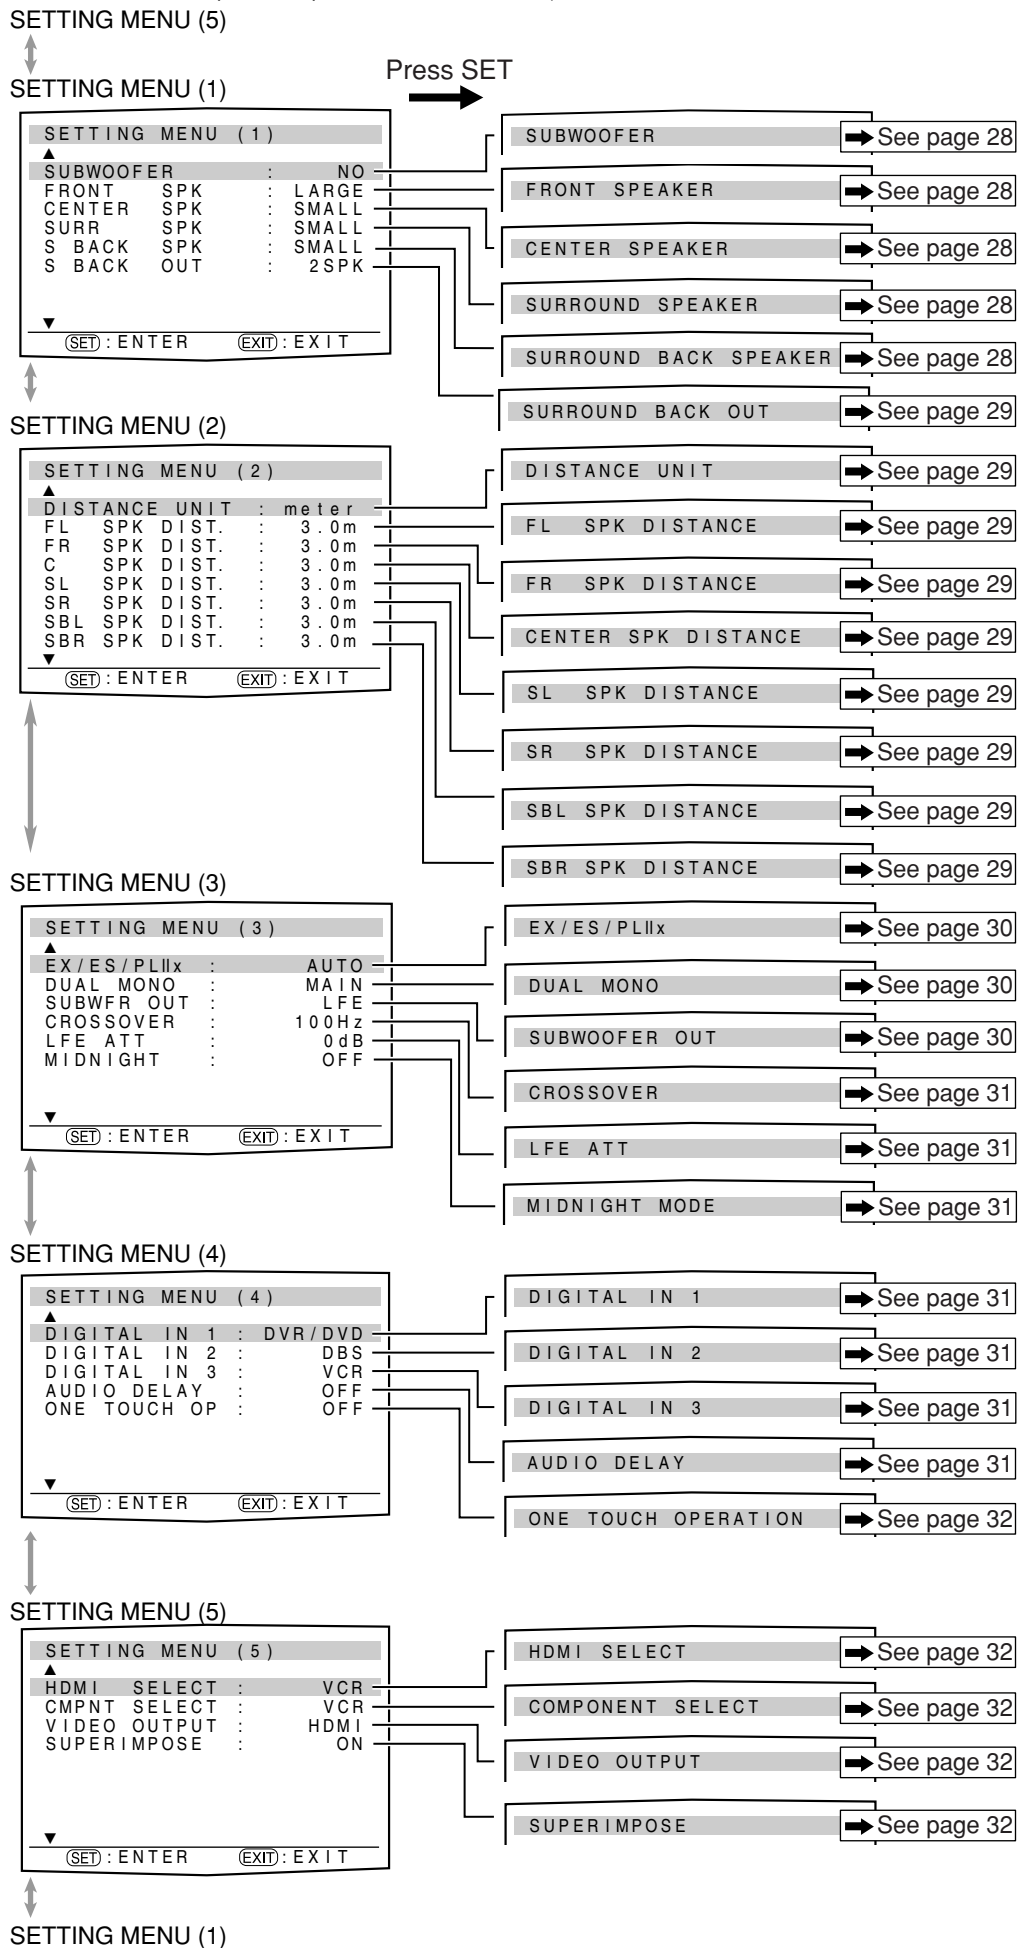 SETTING MENU (5)
SETTING MENU (1)
Press SET
SETTING MENU (1)
SUBWOOFER : NO
FRONT SPK : LARGE
CENTER SPK : SMALL
SURR SPK : SMALL
S BACK SPK : SMALL
S BACK OUT : 2SPK
SET : ENTER EXIT : EXIT
SUBWOOFER See page 28
FRONT SPEAKER See page 28
CENTER SPEAKER See page 28
SURROUND SPEAKER See page 28
SURROUND BACK SPEAKER See page 28
SURROUND BACK OUT See page 29
SETTING MENU (2)
SETTING MENU (2)
DISTANCE UNIT : meter
FL SPK DIST. : 3.0m
FR SPK DIST. : 3.0m
C SPK DIST. : 3.0m
SL SPK DIST. : 3.0m
SR SPK DIST. : 3.0m
SBL SPK DIST. : 3.0m
SBR SPK DIST. : 3.0m
SET : ENTER EXIT : EXIT
DISTANCE UNIT See page 29
FL SPK DISTANCE See page 29
FR SPK DISTANCE See page 29
CENTER SPK DISTANCE See page 29
SL SPK DISTANCE See page 29
SR SPK DISTANCE See page 29
SBL SPK DISTANCE See page 29
SBR SPK DISTANCE See page 29
SETTING MENU (3)
SETTING MENU (3)
EX/ES/PLIIx : AUTO
DUAL MONO : MAIN
SUBWFR OUT : LFE
CROSSOVER : 100Hz
LFE ATT : 0dB
MIDNIGHT : OFF
SET : ENTER EXIT : EXIT
EX/ES/PLIIx See page 30
DUAL MONO See page 30
SUBWOOFER OUT See page 30
CROSSOVER See page 31
LFE ATT See page 31
MIDNIGHT MODE See page 31
SETTING MENU (4)
SETTING MENU (4)
DIGITAL IN 1 : DVR/DVD
DIGITAL IN 2 : DBS
DIGITAL IN 3 : VCR
AUDIO DELAY : OFF
ONE TOUCH OP : OFF
SET : ENTER EXIT : EXIT
DIGITAL IN 1 See page 31
DIGITAL IN 2 See page 31
DIGITAL IN 3 See page 31
AUDIO DELAY See page 31
ONE TOUCH OPERATION See page 32
SETTING MENU (5)
SETTING MENU (5)
HDMI SELECT : VCR
CMPNT SELECT : VCR
VIDEO OUTPUT : HDMI
SUPERIMPOSE : ON
SET : ENTER EXIT : EXIT
HDMI SELECT See page 32
COMPONENT SELECT See page 32
VIDEO OUTPUT See page 32
SUPERIMPOSE See page 32
SETTING MENU (1)